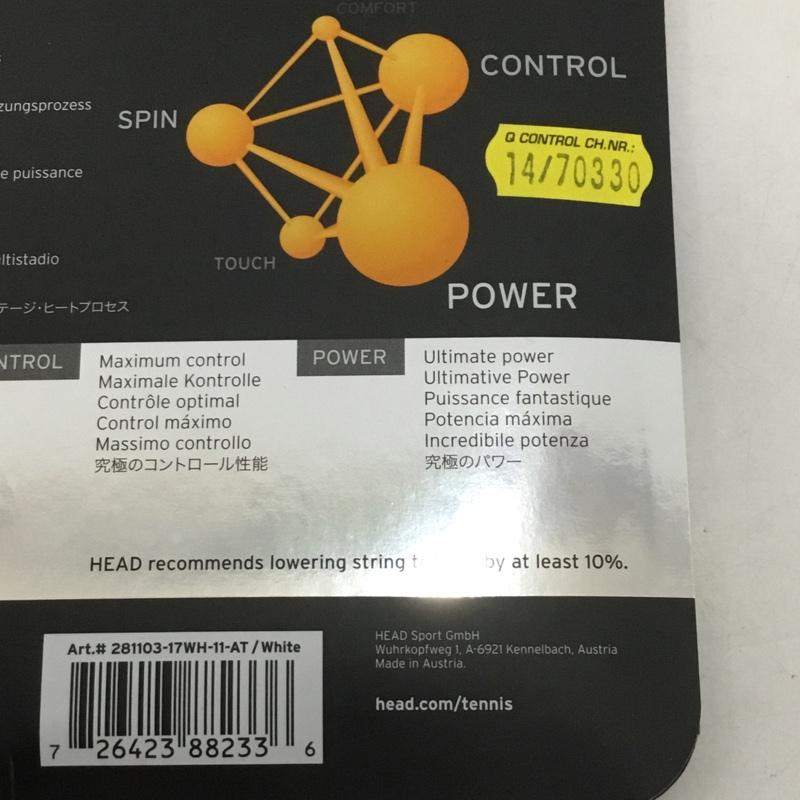 COMFORT
CONTROL
SPIN
Q CONTROL CH.NR.:
14/70330
zungsprozess
e puissance
TOUCH
ltistadio
POWER
テージ・ヒートプロセス
NTROL
Maximum control
Maximale Kontrolle
Contrôle optimal
Control máximo
Massimo controllo
究極のコントロール性能
POWER
Ultimate power
Ultimative Power
Puissance fantastique
Potencia máxima
Incredibile potenza
究極のパワー
HEAD recommends lowering string by at least 10%.
Art.# 281103-17WH-11-AT / White
7 26423 88233 6
HEAD Sport GmbH
Wuhrkopfweg 1, A-6921 Kennelbach, Austria
Made in Austria.
head.com/tennis